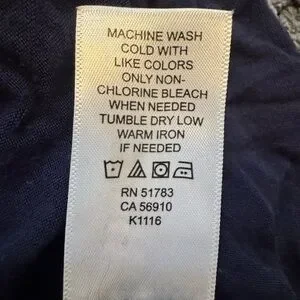 MACHINE WASH
COLD WITH
LIKE COLORS
ONLY NON-
CHLORINE BLEACH
WHEN NEEDED
TUMBLE DRY LOW
WARM IRON
IF NEEDED
RN 51783
CA 56910
K1116